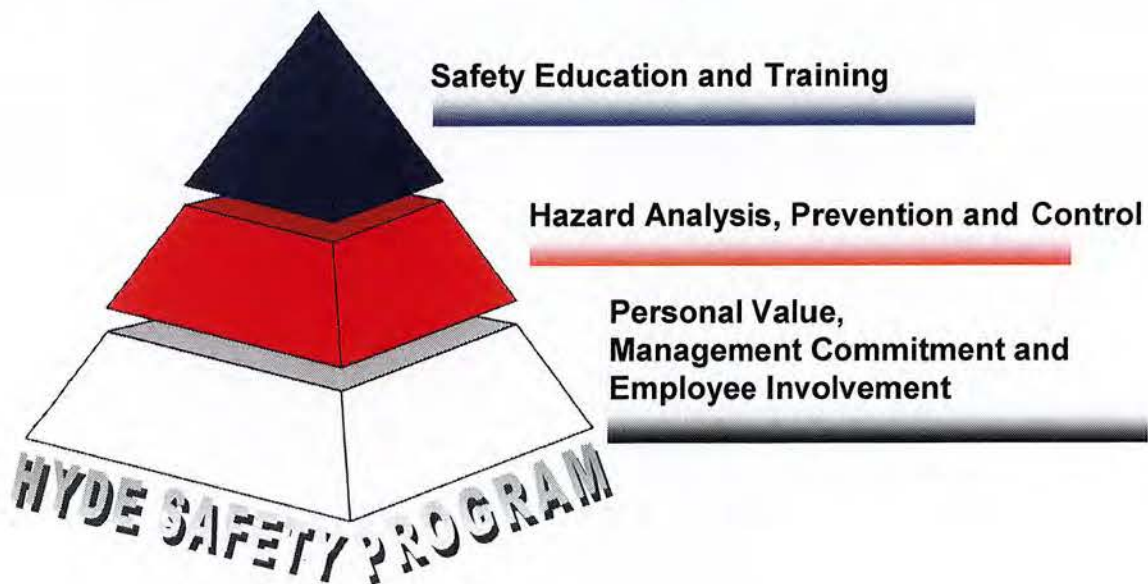 Safety Education and Training
Hazard Analysis, Prevention and Control
Personal Value,
Management Commitment and
Employee Involvement
HYDE SAFETY PROGRAM